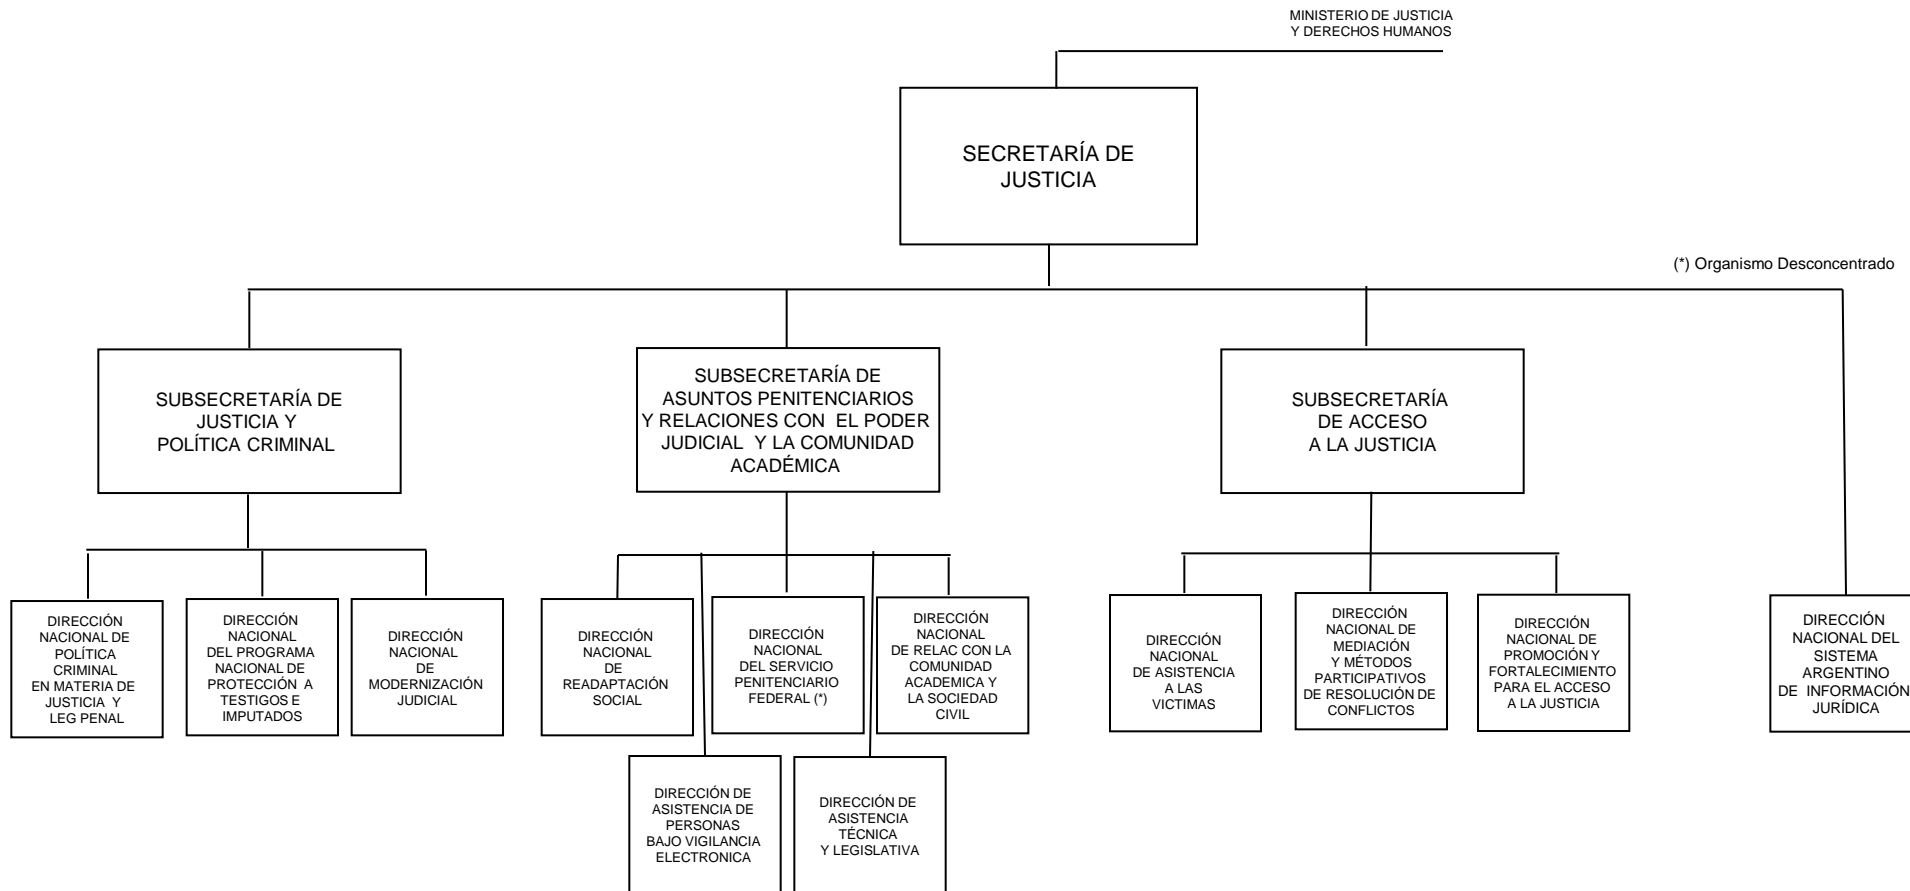 MINISTERIO DE JUSTICIA
Y DERECHOS HUMANOS
SECRETARÍA DE
JUSTICIA
(*) Organismo Desconcentrado
SUBSECRETARÍA DE
JUSTICIA Y
POLÍTICA CRIMINAL
SUBSECRETARÍA DE
ASUNTOS PENITENCIARIOS
Y RELACIONES CON EL PODER
JUDICIAL Y LA COMUNIDAD
ACADÉMICA
SUBSECRETARÍA
DE ACCESO
A LA JUSTICIA
DIRECCIÓN
NACIONAL DE
POLÍTICA
CRIMINAL
EN MATERIA DE
JUSTICIA Y
LEG PENAL
DIRECCIÓN
NACIONAL
DEL PROGRAMA
NACIONAL DE
PROTECCIÓN A
TESTIGOS E
IMPUTADOS
DIRECCIÓN
NACIONAL
DE
MODERNIZACIÓN
JUDICIAL
DIRECCIÓN
NACIONAL
DE
READAPTACIÓN
SOCIAL
DIRECCIÓN
NACIONAL
DEL SERVICIO
PENITENCIARIO
FEDERAL (*)
DIRECCIÓN
NACIONAL
DE RELAC CON LA
COMUNIDAD
ACADEMICA Y
LA SOCIEDAD
CIVIL
DIRECCIÓN
NACIONAL
DE ASISTENCIA
A LAS
VICTIMAS
DIRECCIÓN
NACIONAL DE
MEDIACIÓN
Y MÉTODOS
PARTICIPATIVOS
DE RESOLUCIÓN DE
CONFLICTOS
DIRECCIÓN
NACIONAL DE
PROMOCIÓN Y
FORTALECIMIENTO
PARA EL ACCESO
A LA JUSTICIA
DIRECCIÓN
NACIONAL DEL
SISTEMA
ARGENTINO
DE INFORMACIÓN
JURÍDICA
DIRECCIÓN DE
ASISTENCIA DE
PERSONAS
BAJO VIGILANCIA
ELECTRONICA
DIRECCIÓN DE
ASISTENCIA
TÉCNICA
Y LEGISLATIVA